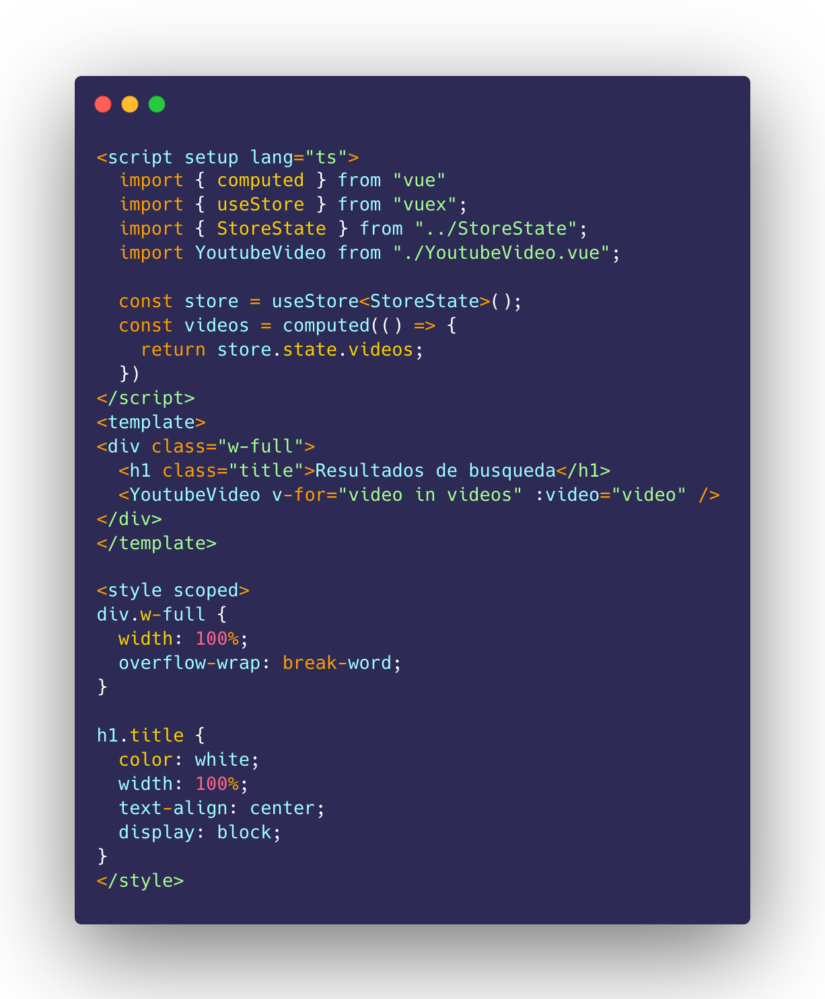 <script setup lang="ts">
  import { computed } from "vue"
  import { useStore } from "vuex";
  import { StoreState } from "../StoreState";
  import YoutubeVideo from "./YoutubeVideo.vue";

  const store = useStore<StoreState>();
  const videos = computed(() => {
    return store.state.videos;
  })
</script>
<template>
<div class="w-full">
  <h1 class="title">Resultados de busqueda</h1>
  <YoutubeVideo v-for="video in videos" :video="video" />
</div>
</template>

<style scoped>
div.w-full {
  width: 100%;
  overflow-wrap: break-word;
}

h1.title {
  color: white;
  width: 100%;
  text-align: center;
  display: block;
}
</style>